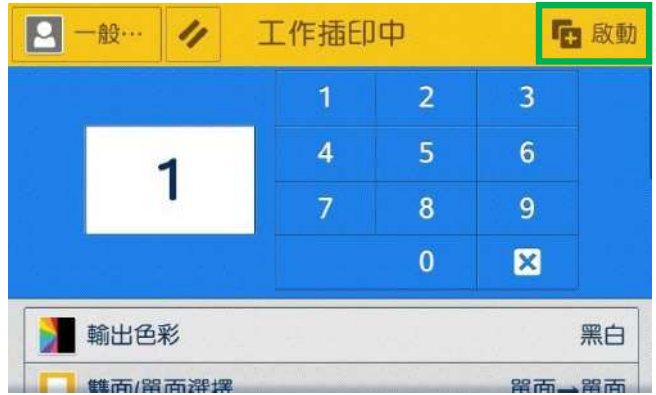 一般… 工作插印中 啟動
1 2 3
1
4 5 6
7 8 9
0
輸出色彩 黑白
雙面/單面選擇 單面→單面